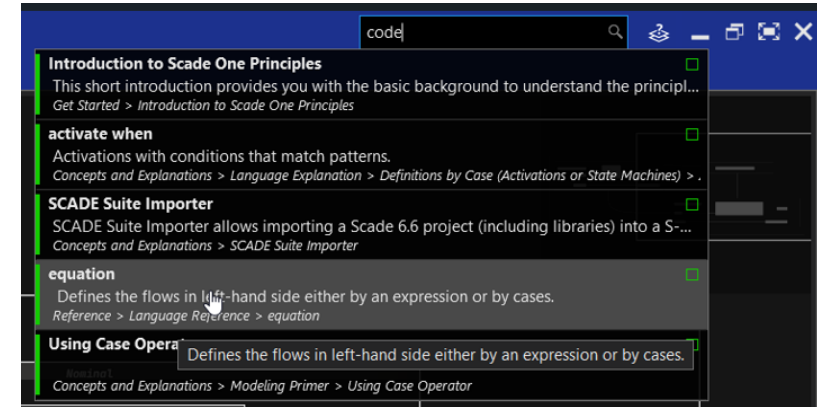 code
Introduction to Scade One Principles
This short introduction provides you with the basic background to understand the principl...
Get Started > Introduction to Scade One Principles
activate when
Activations with conditions that match patterns.
Concepts and Explanations > Language Explanation > Definitions by Case (Activations or State Machines) > .
SCADE Suite Importer
SCADE Suite Importer allows importing a Scade 6.6 project (including libraries) into a S-...
Concepts and Explanations > SCADE Suite Importer
equation
Defines the flows in left-hand side either by an expression or by cases.
Reference > Language Reference > equation
Using Case Opera
Defines the flows in left-hand side either by an expression or by cases.
Nominal
Concepts and Explanations > Modeling Primer > Using Case Operator